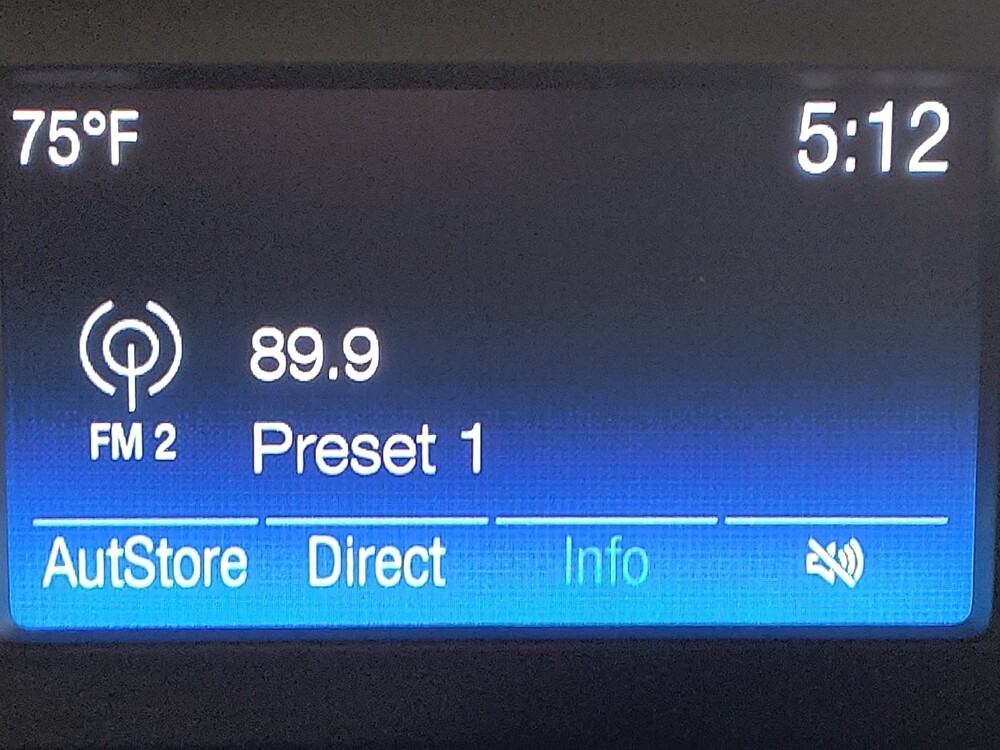 75°F 5:12
89.9
FM 2 Preset 1
AutStore Direct Info